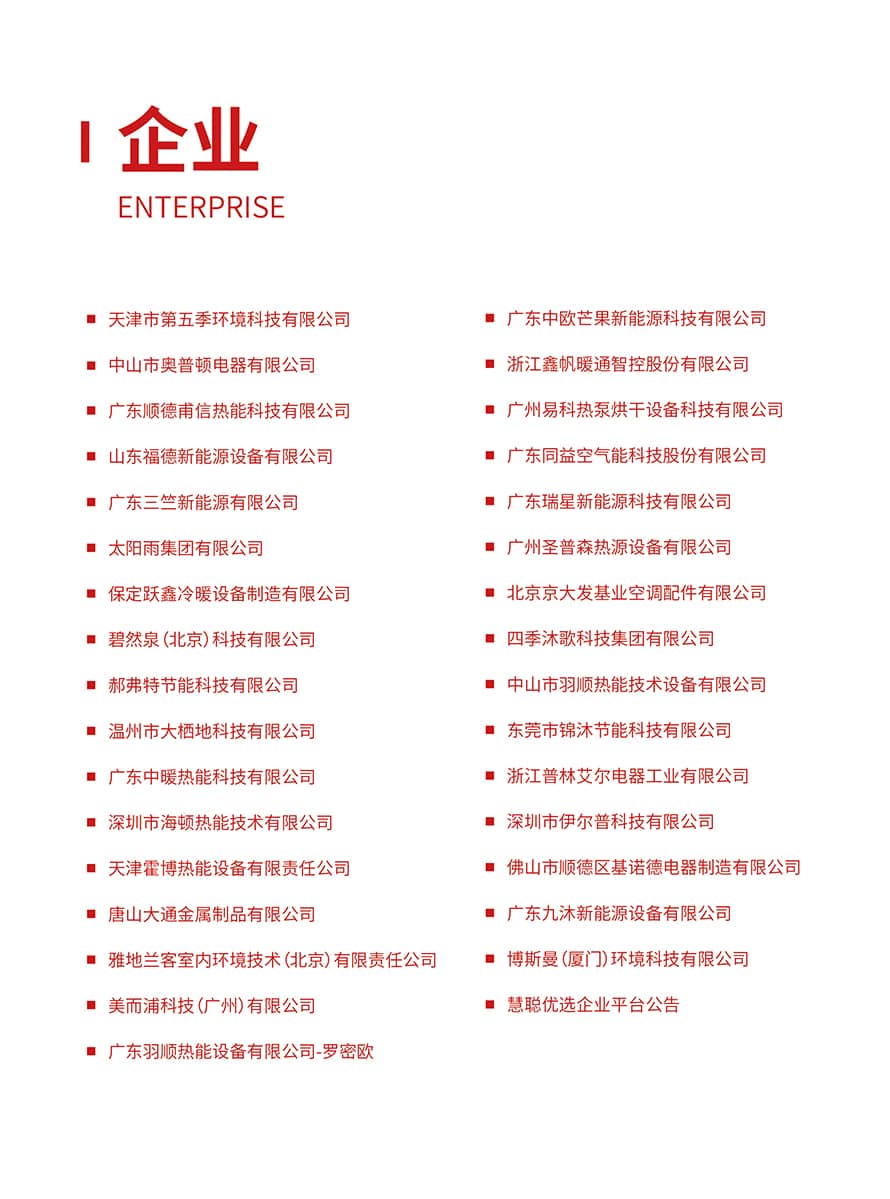 企业
ENTERPRISE
天津市第五季环境科技有限公司
中山市奥普顿电器有限公司
广东顺德甫信热能科技有限公司
山东福德新能源设备有限公司
广东三竺新能源有限公司
太阳雨集团有限公司
保定跃鑫冷暖设备制造有限公司
碧然泉(北京)科技有限公司
郝弗特节能科技有限公司
温州市大栖地科技有限公司
广东中暖热能科技有限公司
深圳市海顿热能技术有限公司
天津霍博热能设备有限责任公司
唐山大通金属制品有限公司
雅地兰客室内环境技术(北京)有限责任公司
美而浦科技(广州)有限公司
广东羽顺热能设备有限公司-罗密欧
广东中欧芒果新能源科技有限公司
浙江鑫帆暖通智控股份有限公司
广州易科热泵烘干设备科技有限公司
广东同益空气能科技股份有限公司
广东瑞星新能源科技有限公司
广州圣普森热源设备有限公司
北京京大发基业空调配件有限公司
四季沐歌科技集团有限公司
中山市羽顺热能技术设备有限公司
东莞市锦沐节能科技有限公司
浙江普林艾尔电器工业有限公司
深圳市伊尔普科技有限公司
佛山市顺德区基诺德电器制造有限公司
广东九沐新能源设备有限公司
博斯曼(厦门)环境科技有限公司
慧聪优选企业平台公告